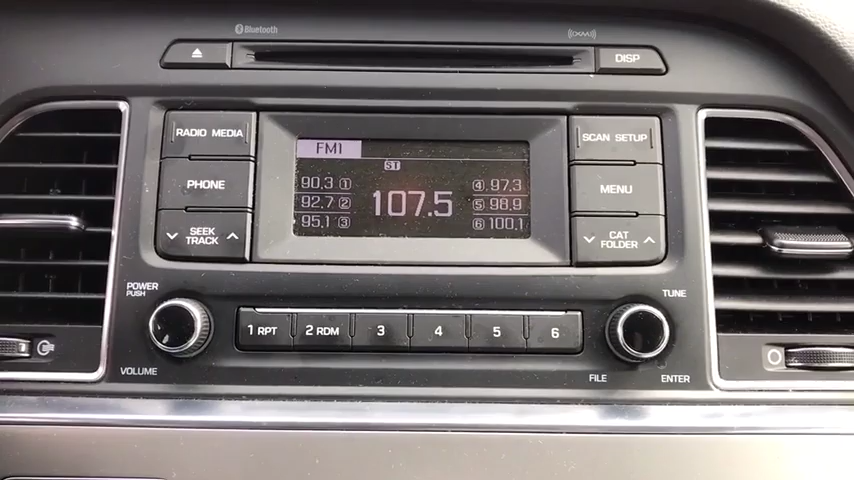 Bluetooth
((XM))
DISP
RADIO MEDIA
PHONE
SEEK
TRACK
FM1
ST
90.3 1
92.7 2
95.1 3
107.5
4 97.3
5 98.9
6 100.1
SCAN SETUP
MENU
CAT
FOLDER
POWER
PUSH
VOLUME
1 RPT
2 RDM
3
4
5
6
TUNE
FILE
ENTER